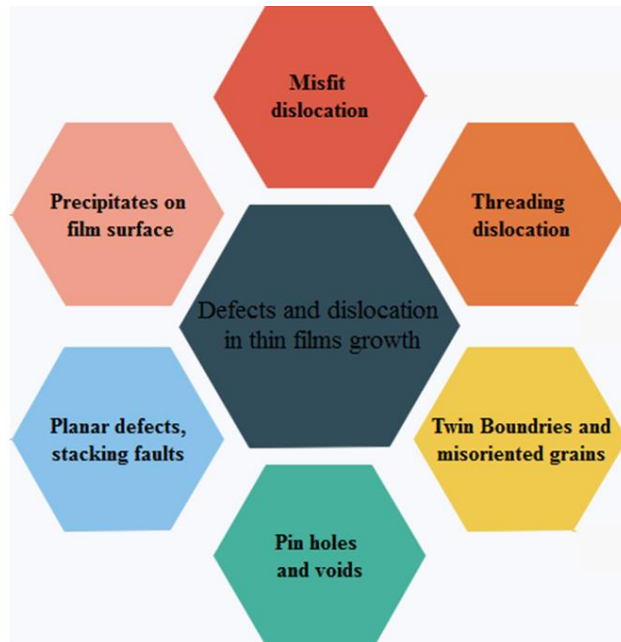 Misfit
dislocation
Precipitates on
film surface
Threading
dislocation
Defects and dislocation
in thin films growth
Planar defects,
stacking faults
Twin Boundries and
misoriented grains
Pin holes
and voids